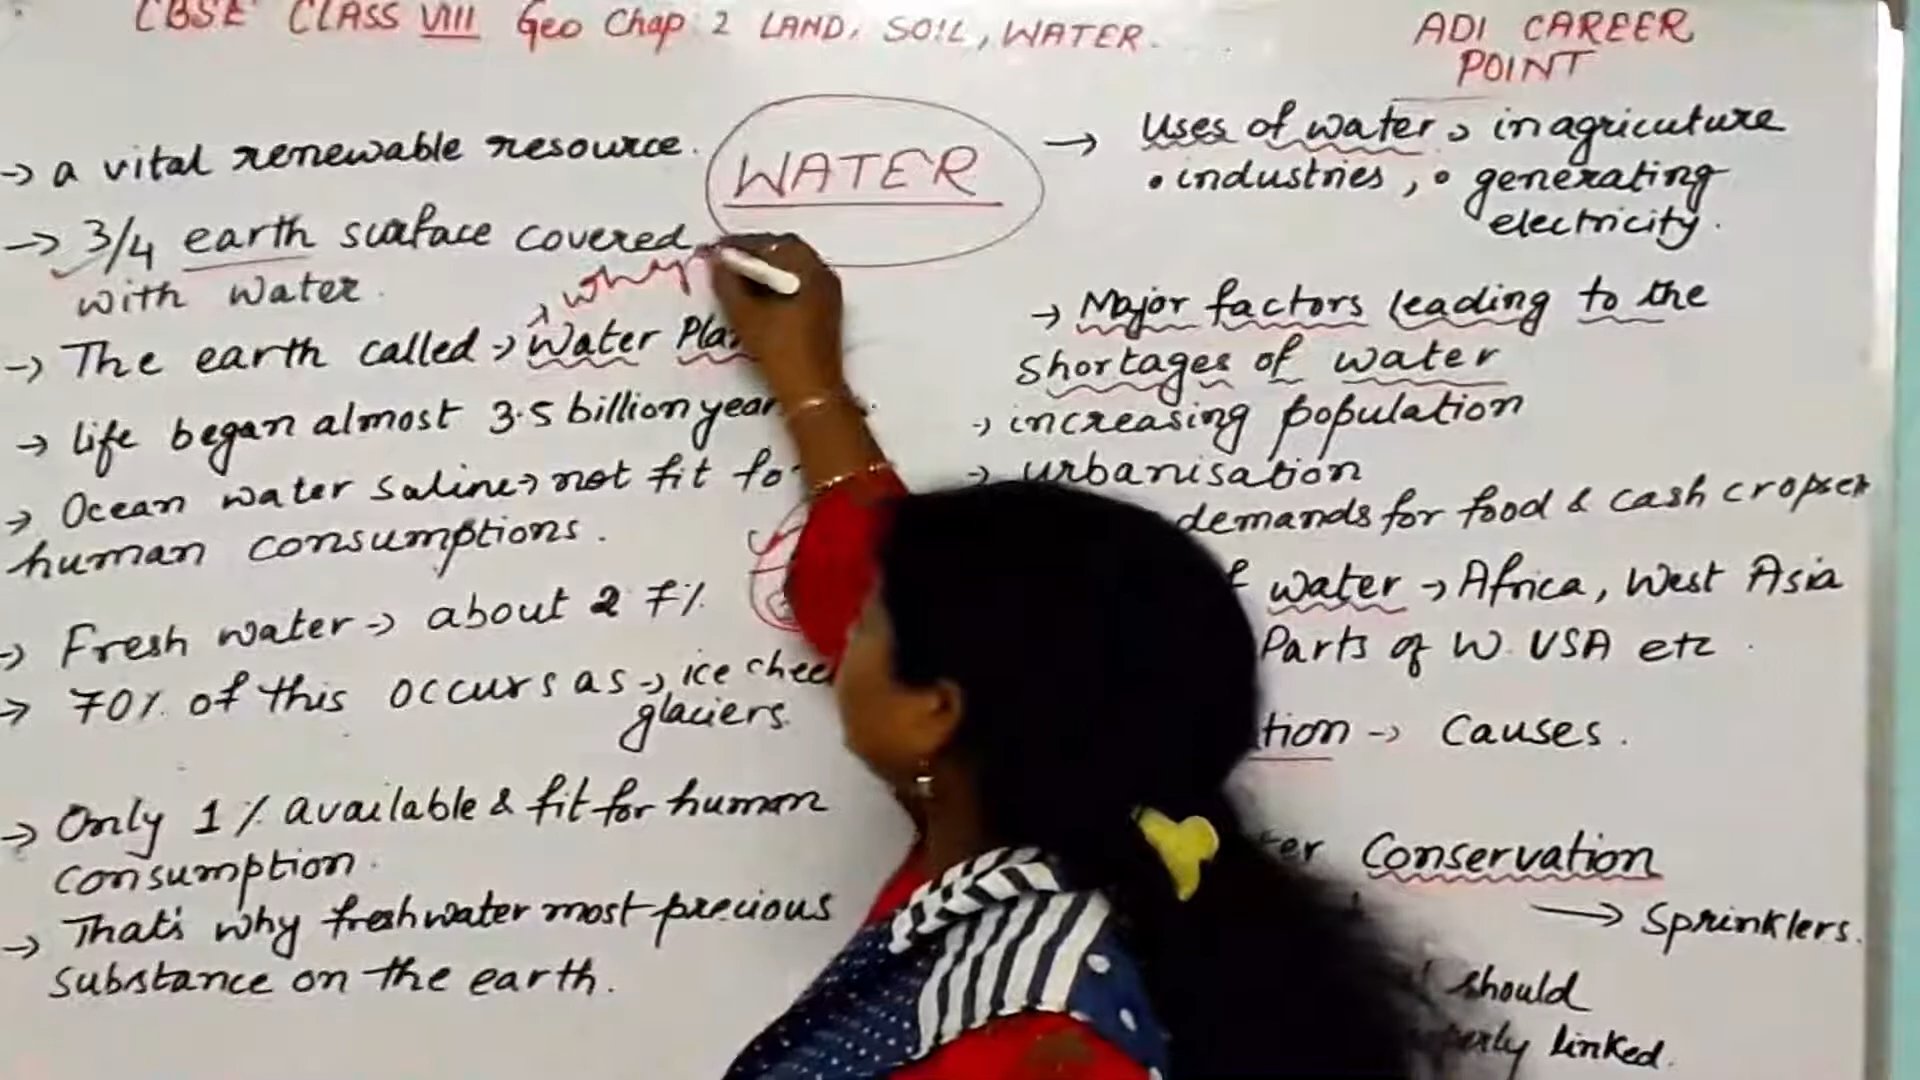 CBSE CLASS VIII Geo Chap 2 LAND, SOIL, WATER.
ADI CAREER
POINT
WATER
→ a vital renewable resource.
→ 3/4 earth surface covered
with water.
why
→ The earth called → Water
→ life began almost 3.5 billion
→ Ocean water saline → not fit
human consumptions.
→ Fresh water → about 2 7%
→ 70% of this occurs as → ice
glaciers.
→ Only 1% available & fit for human
consumption.
→ That's why freshwater most precious
substance on the earth.
→ Uses of water → in agricuture
• industries, • generating
electricity.
→ Major factors leading to the
shortages of water
→ increasing population
→ urbanisation
demands for food & cash crops
water → Africa, West Asia
Parts of W. USA etc.
→ Causes.
Conservation
→ Sprinklers.
should
linked.